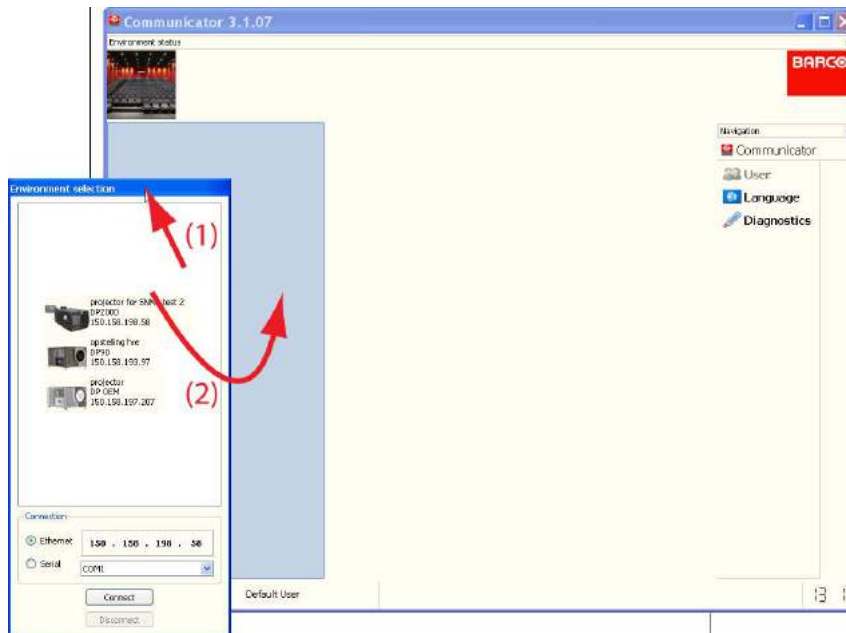 Communicator 3.1.07
Environment status
BARCO
Navigation
Communicator
User
Language
Diagnostics
Environment selection
(1)
projector for SNMP test 2
DP2000
150.158.198.58
opstelling hre
DP90
150.158.193.97
projector
DP OEM
150.158.197.207
(2)
Connection
Ethernet
150 . 158 . 198 . 58
Serial
COM1
Connect
Disconnect
Default User